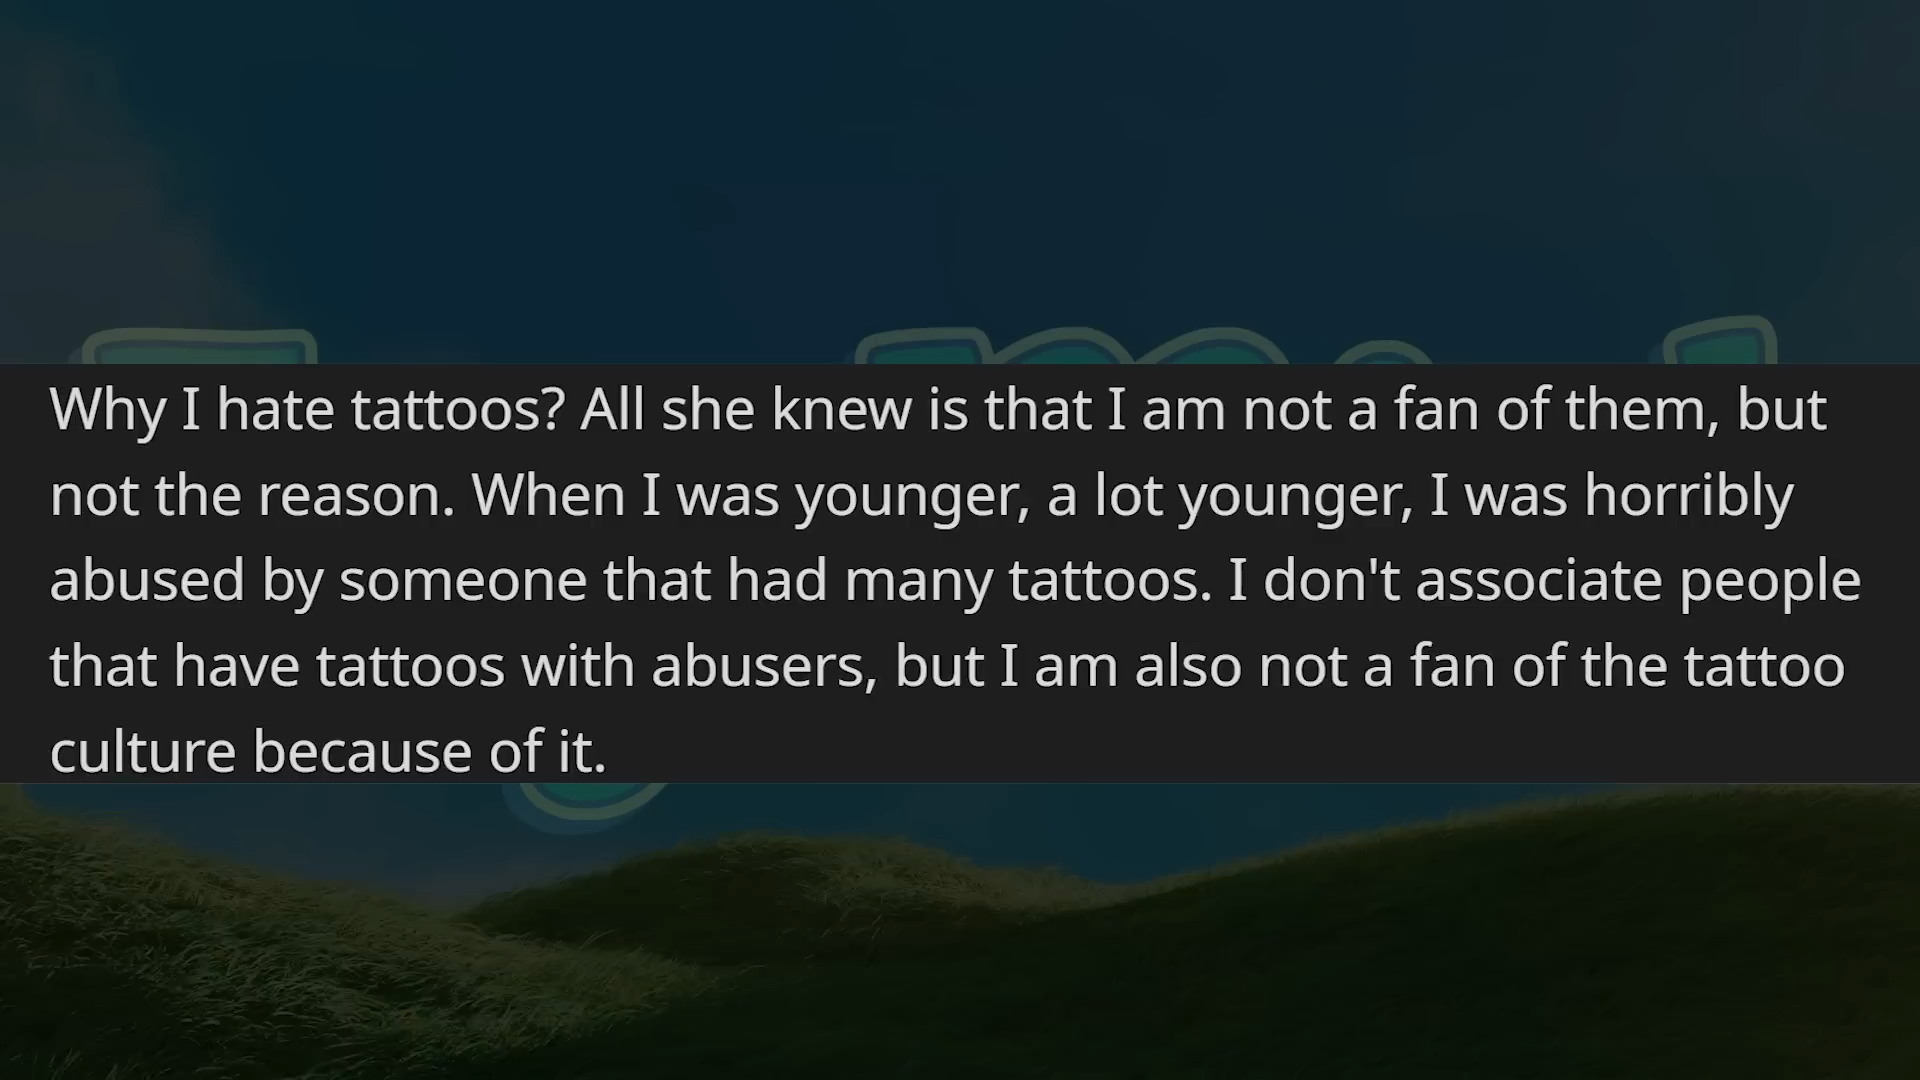 Why I hate tattoos? All she knew is that I am not a fan of them, but
not the reason. When I was younger, a lot younger, I was horribly
abused by someone that had many tattoos. I don't associate people
that have tattoos with abusers, but I am also not a fan of the tattoo
culture because of it.